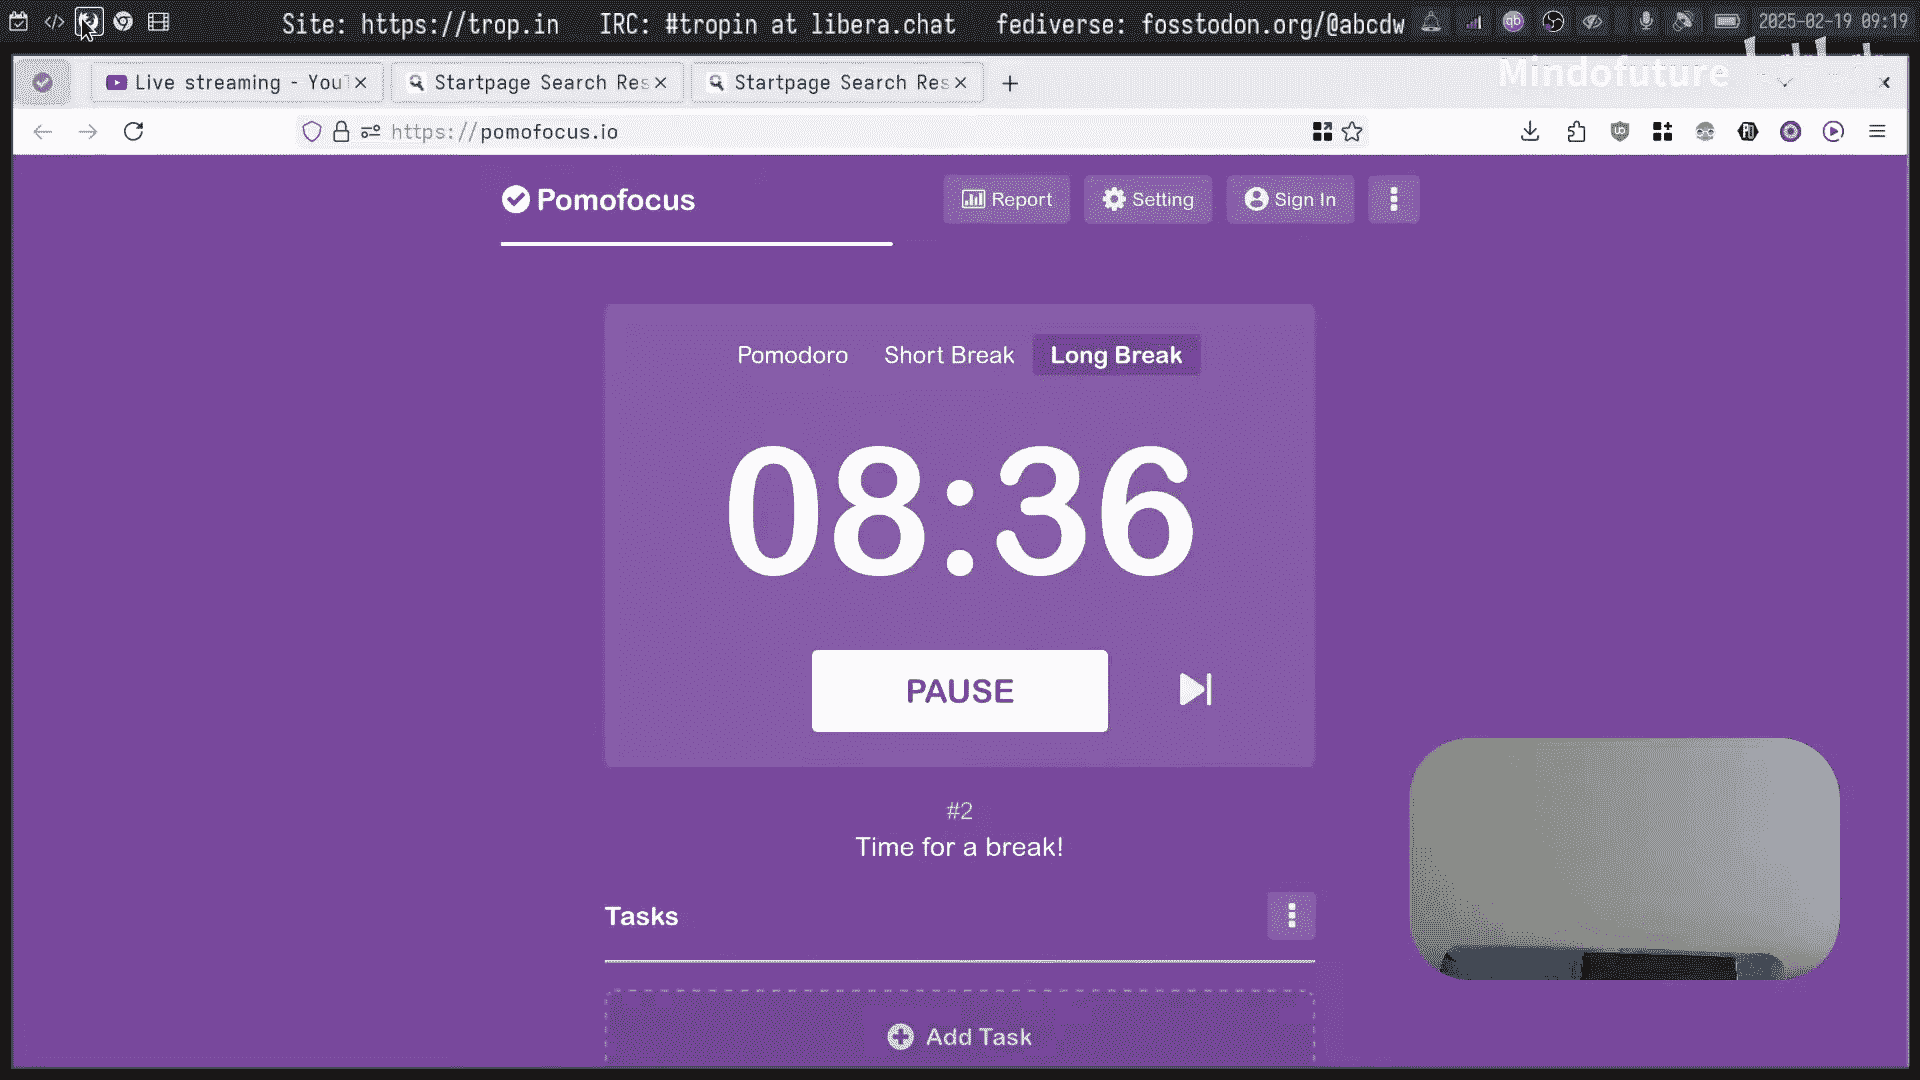 Site: https://trop.in IRC: #tropin at libera.chat fediverse: fosstodon.org/@abcdw 2025-02-19 09:19
Mindofuture
Live streaming - You
Startpage Search Res
Startpage Search Res
https://pomofocus.io
Pomofocus
Report
Setting
Sign In
Pomodoro
Short Break
Long Break
08:36
PAUSE
#2
Time for a break!
Tasks
Add Task